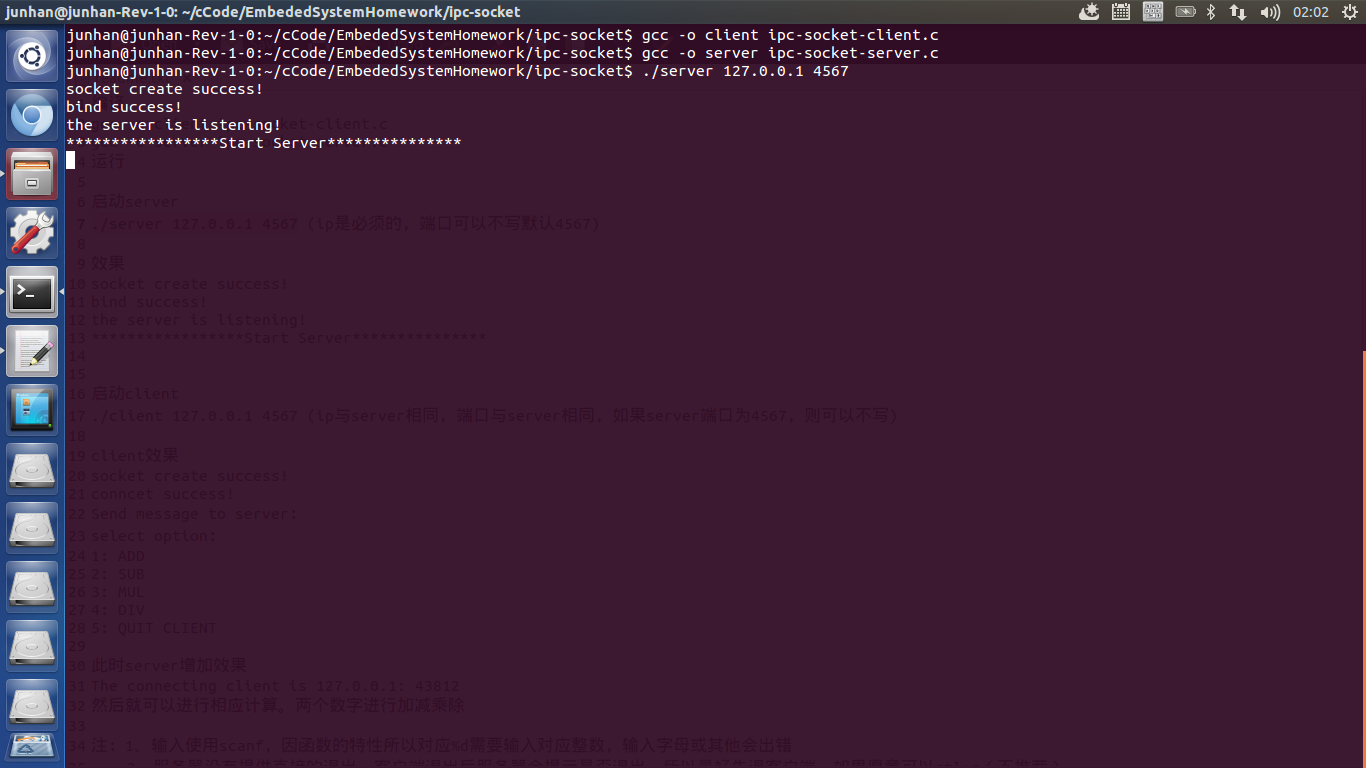 junhan@junhan-Rev-1-0: ~/cCode/EmbededSystemHomework/ipc-socket
02:02
junhan@junhan-Rev-1-0:~/cCode/EmbededSystemHomework/ipc-socket$ gcc -o client ipc-socket-client.c
junhan@junhan-Rev-1-0:~/cCode/EmbededSystemHomework/ipc-socket$ gcc -o server ipc-socket-server.c
junhan@junhan-Rev-1-0:~/cCode/EmbededSystemHomework/ipc-socket$ ./server 127.0.0.1 4567
socket create success!
bind success!
the server is listening!
*****************Start Server***************
运行
5
6 启动server
7 ./server 127.0.0.1 4567 (ip是必须的，端口可以不写默认4567)
8
9 效果
10 socket create success!
11 bind success!
12 the server is listening!
13 *****************Start Server***************
14
15
16 启动client
17 ./client 127.0.0.1 4567 (ip与server相同，端口与server相同，如果server端口为4567，则可以不写)
18
19 client效果
20 socket create success!
21 conncet success!
22 Send message to server:
23 select option:
24 1: ADD
25 2: SUB
26 3: MUL
27 4: DIV
28 5: QUIT CLIENT
29
30 此时server增加效果
31 The connecting client is 127.0.0.1: 43812
32 然后就可以进行相应计算。两个数字进行加减乘除
33
34 注: 1、输入使用scanf，因函数的特性所以对应%d需要输入对应整数，输入字母或其他会出错